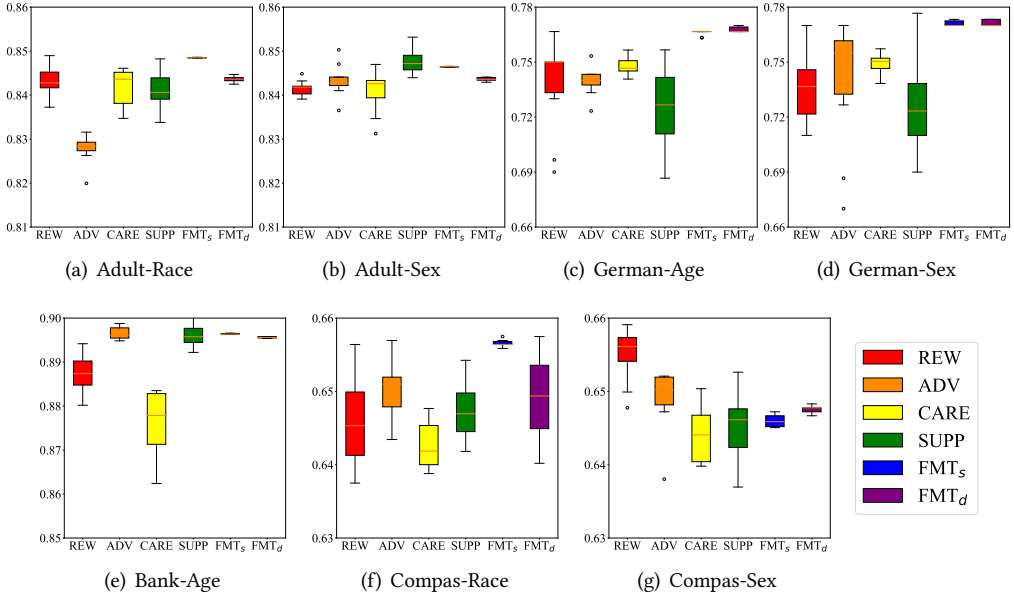 0.86
0.85
0.84
0.83
0.82
0.81
REW ADV CARE SUPP FMTs FMTd
(a) Adult-Race
0.86
0.85
0.84
0.83
0.82
0.81
REW ADV CARE SUPP FMTs FMTd
(b) Adult-Sex
0.78
0.75
0.72
0.69
0.66
REW ADV CARE SUPP FMTs FMTd
(c) German-Age
0.78
0.75
0.72
0.69
0.66
REW ADV CARE SUPP FMTs FMTd
(d) German-Sex
0.90
0.89
0.88
0.87
0.86
0.85
REW ADV CARE SUPP FMTs FMTd
(e) Bank-Age
0.66
0.65
0.64
0.63
REW ADV CARE SUPP FMTs FMTd
(f) Compas-Race
0.66
0.65
0.64
0.63
REW ADV CARE SUPP FMTs FMTd
(g) Compas-Sex
REW
ADV
CARE
SUPP
FMTs
FMTd